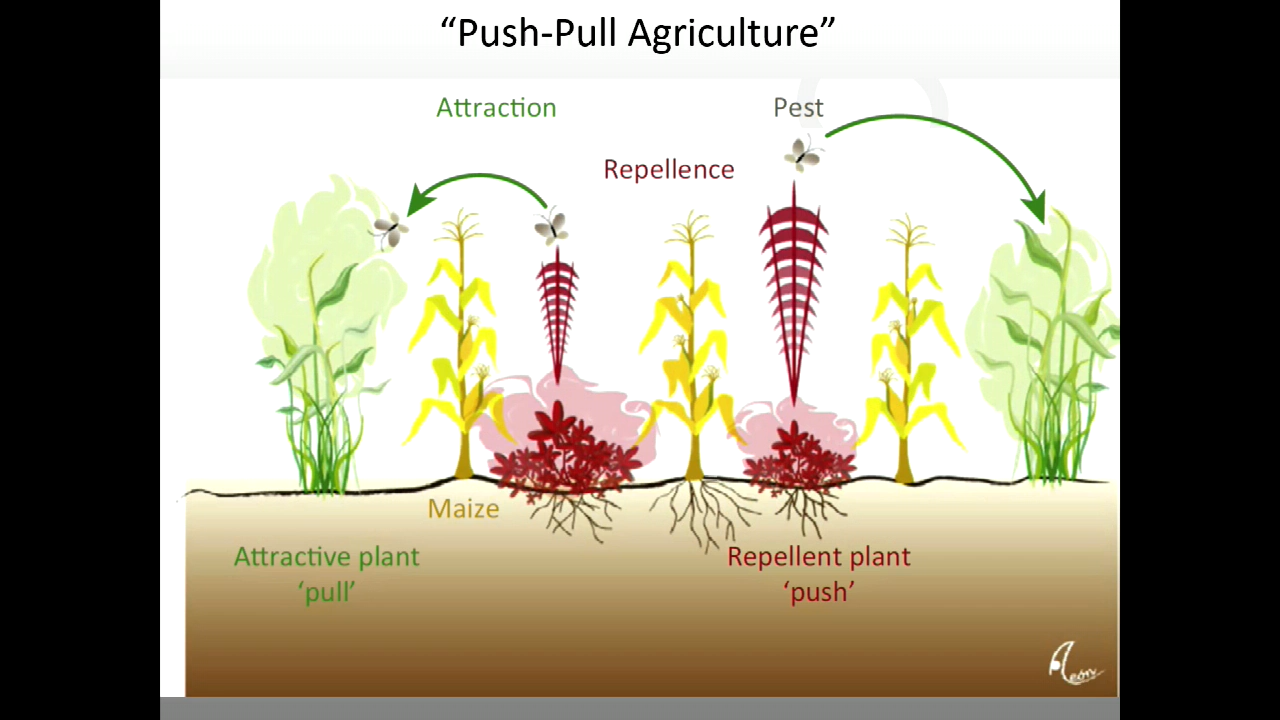 “Push-Pull Agriculture”
Attraction
Pest
Repellence
Maize
Attractive plant
‘pull’
Repellent plant
‘push’